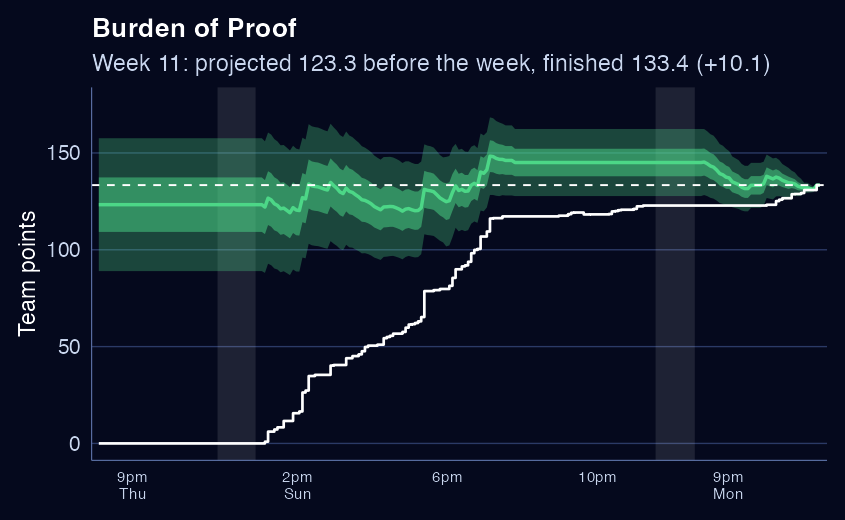 Burden of Proof
Week 11: projected 123.3 before the week, finished 133.4 (+10.1)
Team points
150
100
50
0
9pm
Thu
2pm
Sun
6pm
10pm
9pm
Mon